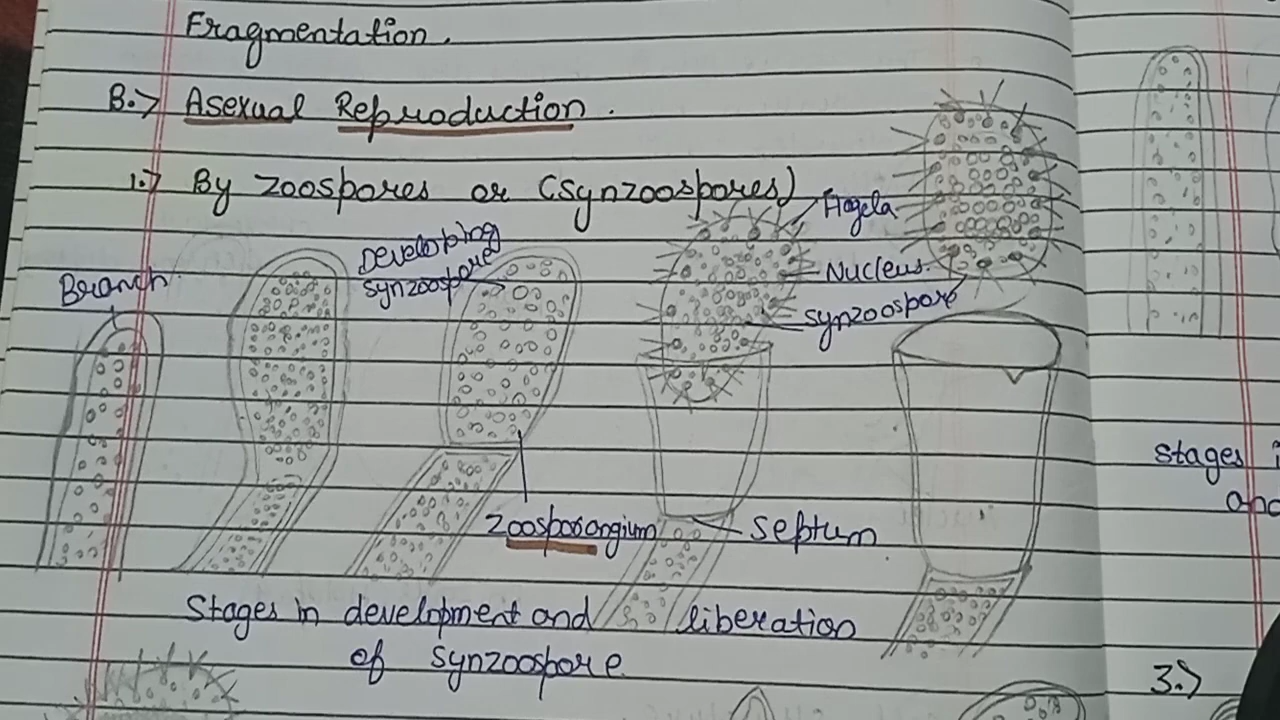 Fragmentation.
B.> Asexual Reproduction.
1.> By zoospores or (synzoospores)
Flagela
Developing
synzoospore
Branch
Nucleus.
synzoospore
Zoosporangium
Septum
Stages in development and liberation
of synzoospore.
stages
and
3.>